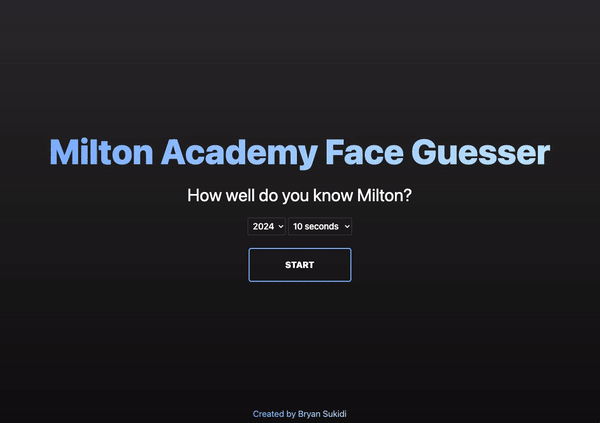 Milton Academy Face Guesser
How well do you know Milton?
2024 10 seconds
START
Created by Bryan Sukidi